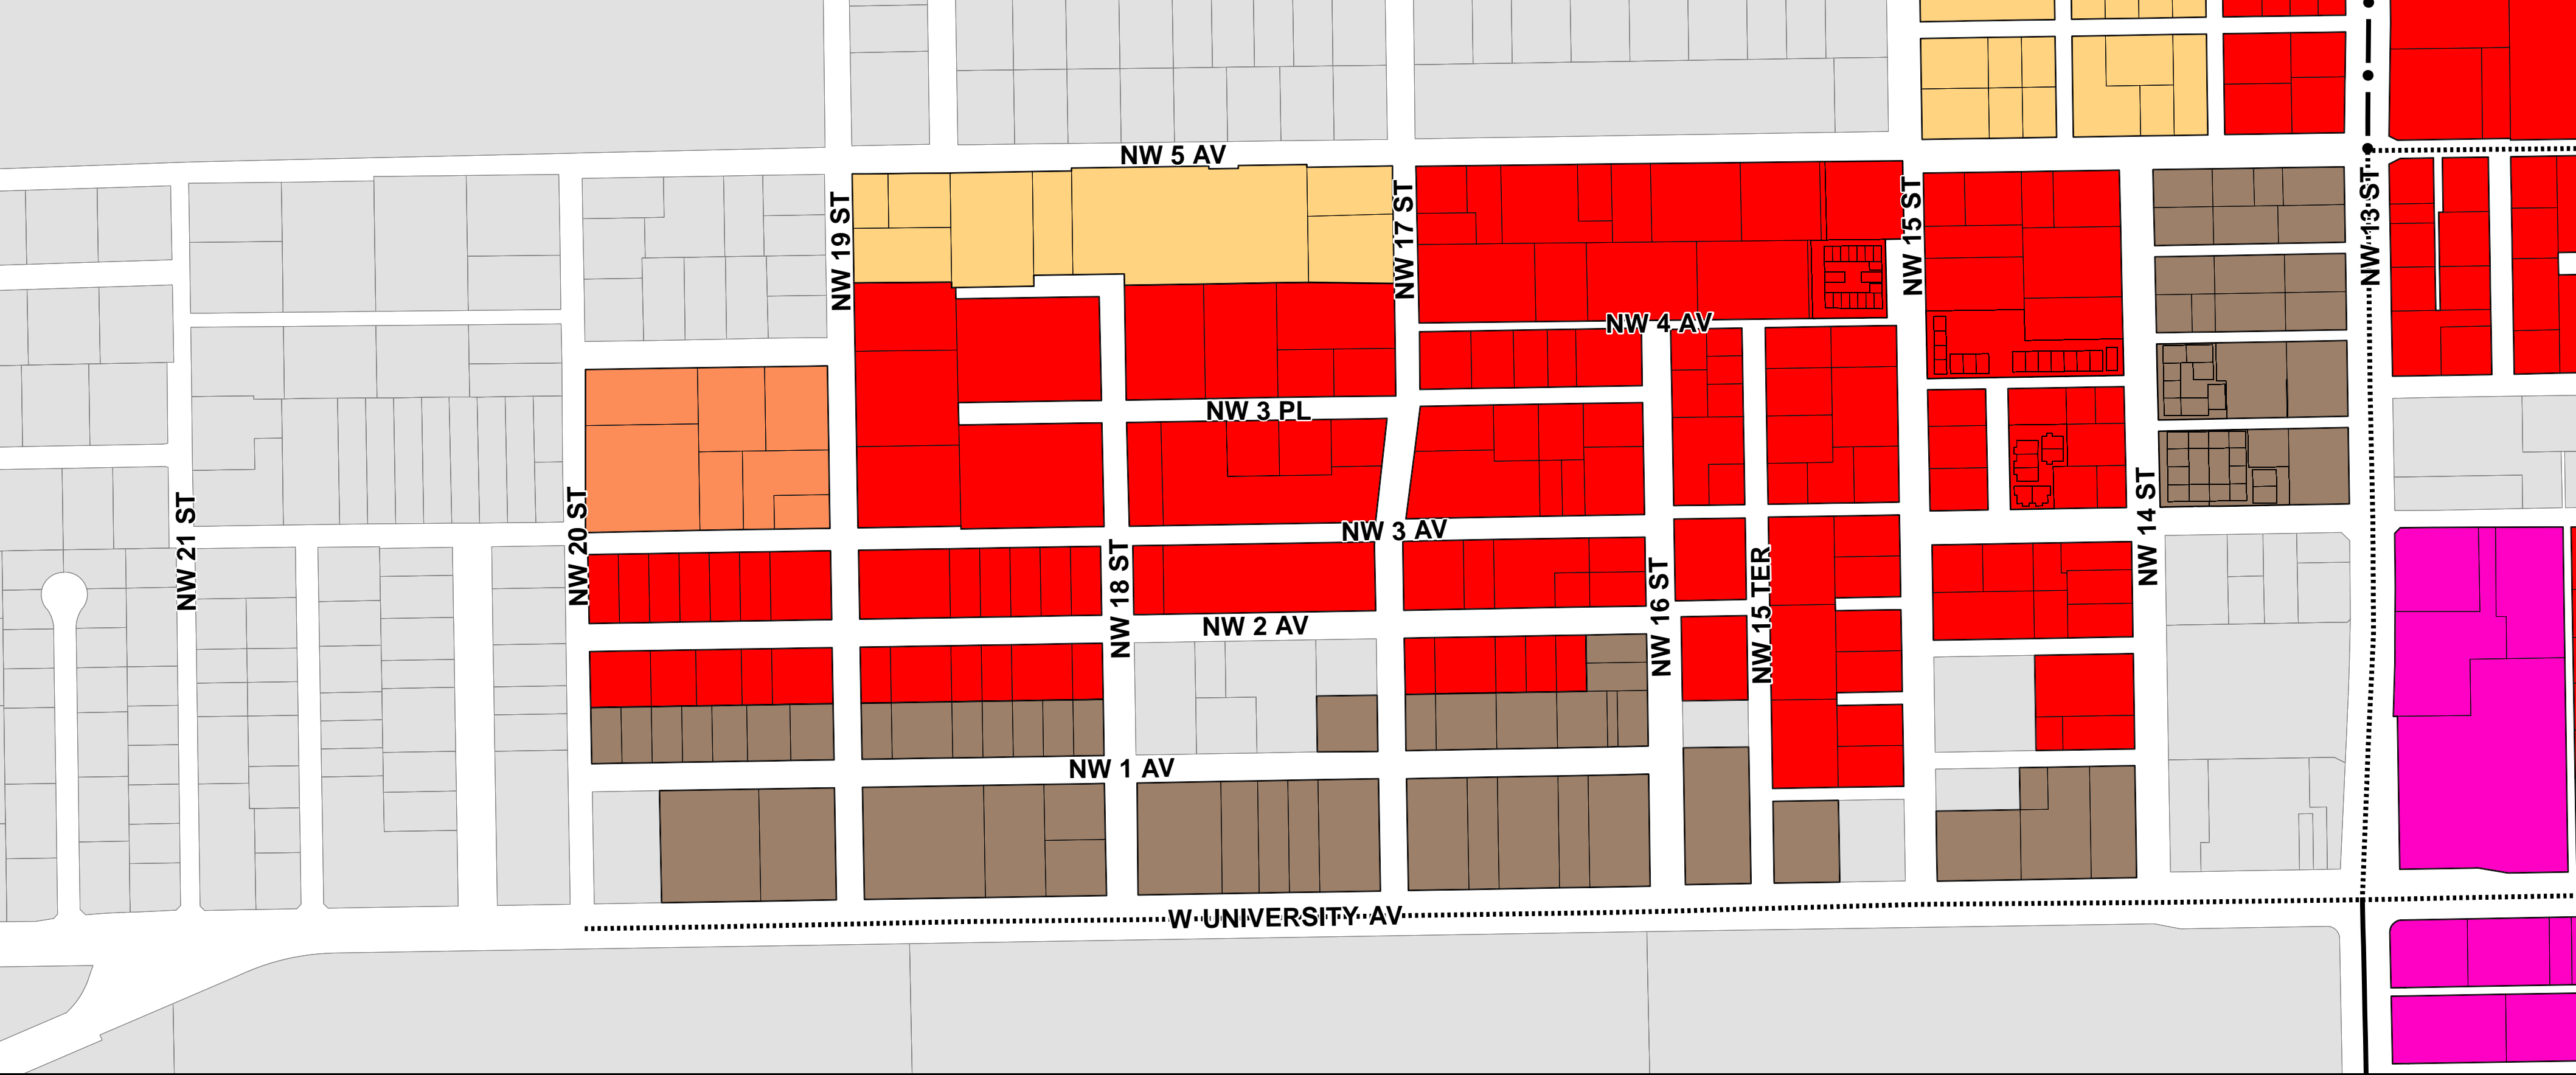 NW 5 AV
NW 19 ST
NW 17 ST
NW 15 ST
NW 13 ST
NW 4 AV
NW 3 PL
NW 21 ST
NW 20 ST
NW 3 AV
NW 14 ST
NW 18 ST
NW 16 ST
NW 15 TER
NW 2 AV
NW 1 AV
W UNIVERSITY AV